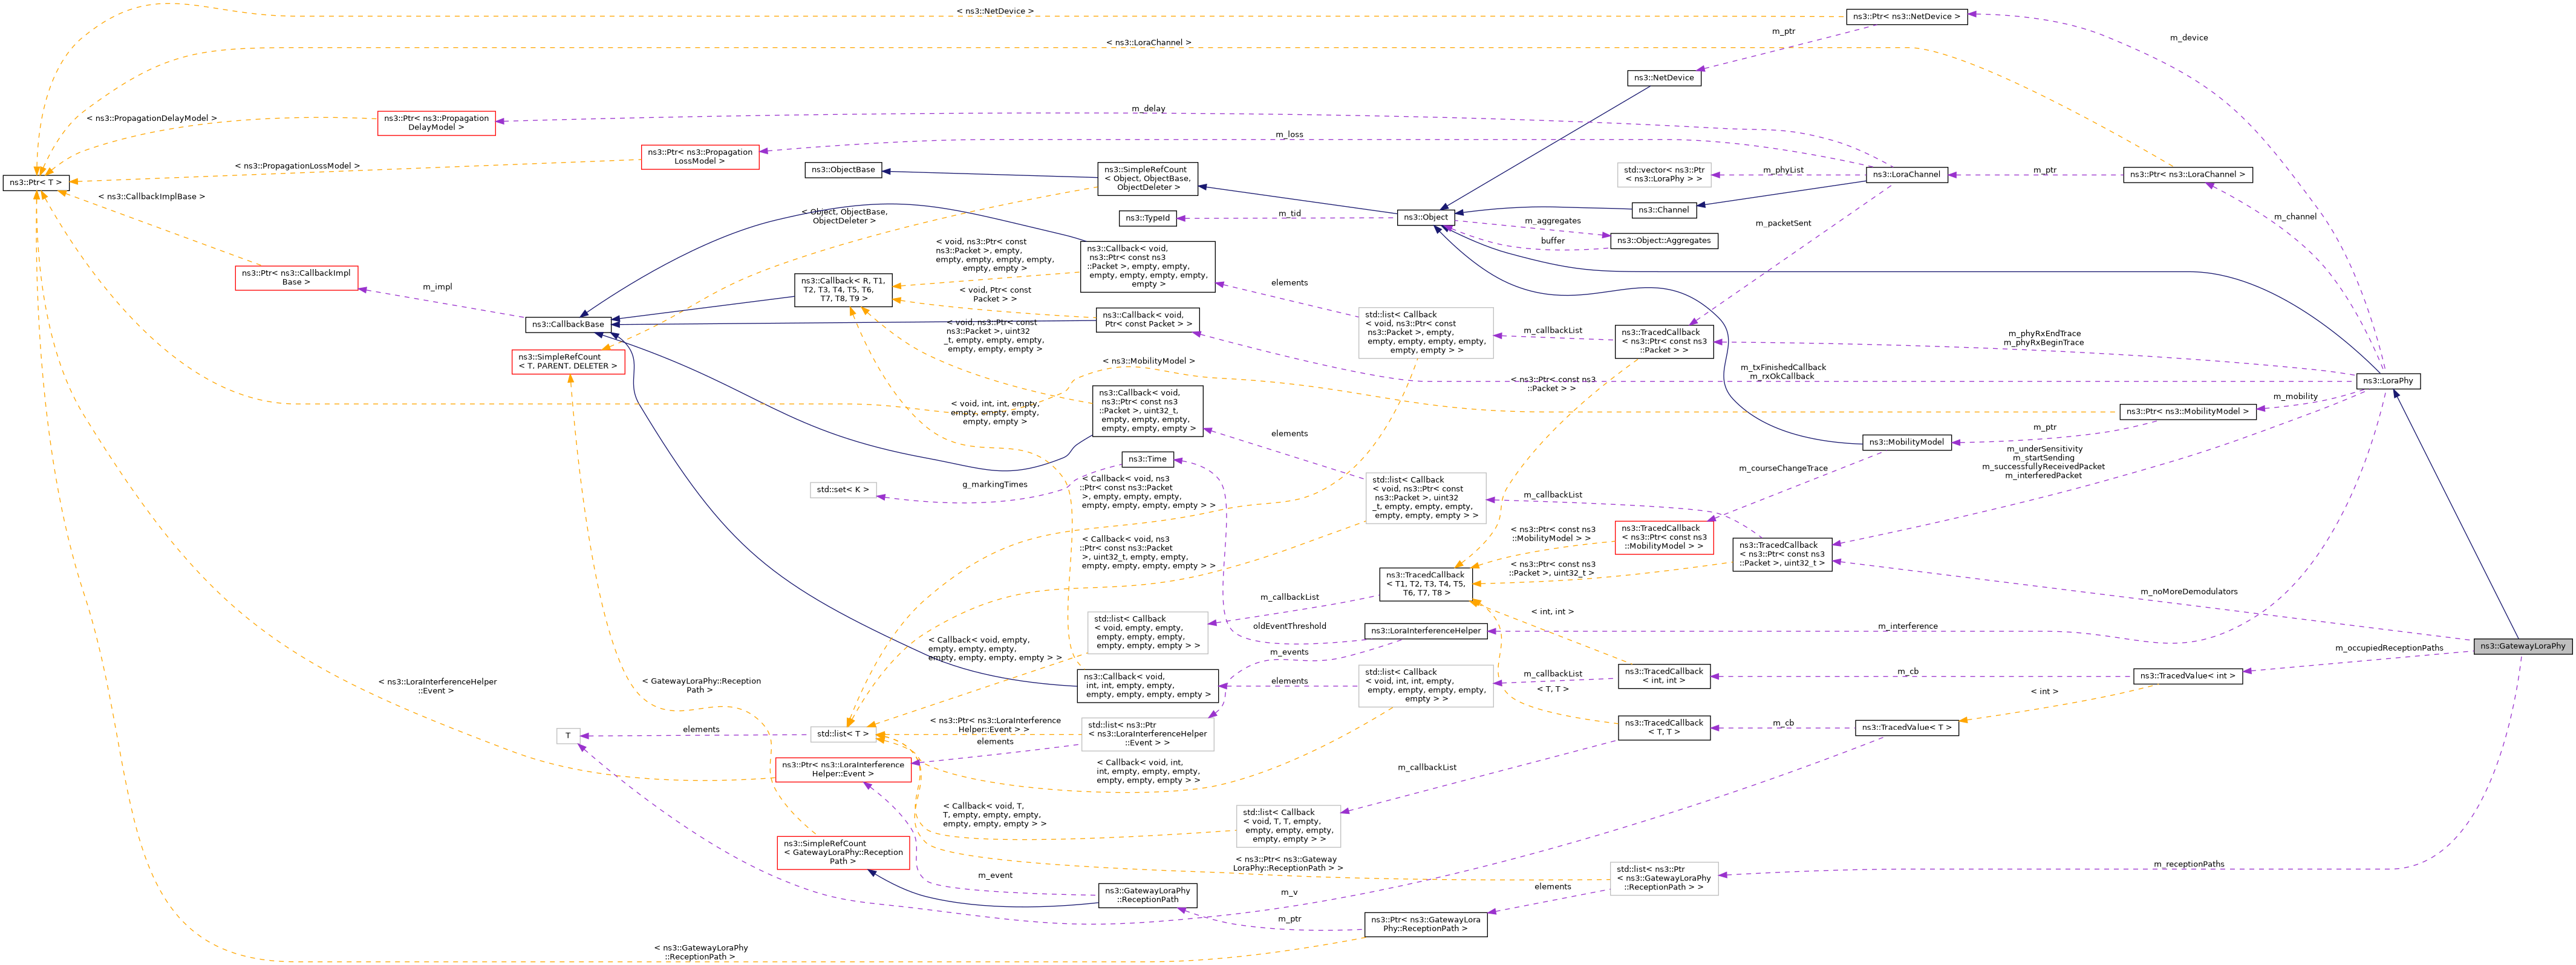 < ns3::NetDevice >
ns3::Ptr< ns3::NetDevice >
m_device
m_ptr
< ns3::LoraChannel >
ns3::NetDevice
m_delay
ns3::Ptr< ns3::Propagation
DelayModel >
< ns3::PropagationDelayModel >
m_loss
ns3::Ptr< ns3::Propagation
LossModel >
< ns3::PropagationLossModel >
ns3::Ptr< T >
< ns3::CallbackImplBase >
ns3::ObjectBase
ns3::SimpleRefCount
< Object, ObjectBase,
ObjectDeleter >
std::vector< ns3::Ptr
< ns3::LoraPhy > >
m_phyList
ns3::LoraChannel
m_ptr
ns3::Ptr< ns3::LoraChannel >
m_channel
ns3::TypeId
m_tid
ns3::Object
ns3::Channel
m_aggregates
buffer
ns3::Object::Aggregates
m_packetSent
< Object, ObjectBase,
ObjectDeleter >
< void, ns3::Ptr< const
ns3::Packet >, empty,
empty, empty, empty, empty,
empty, empty >
ns3::Callback< void,
ns3::Ptr< const ns3
::Packet >, empty, empty,
empty, empty, empty, empty,
empty >
ns3::Ptr< ns3::CallbackImpl
Base >
m_impl
ns3::Callback< R, T1,
T2, T3, T4, T5, T6,
T7, T8, T9 >
< void, Ptr< const
Packet > >
elements
ns3::CallbackBase
ns3::Callback< void,
Ptr< const Packet > >
< void, ns3::Ptr< const
ns3::Packet >, uint32
_t, empty, empty, empty,
empty, empty, empty >
std::list< Callback
< void, ns3::Ptr< const
ns3::Packet >, empty,
empty, empty, empty, empty,
empty, empty > >
m_callbackList
ns3::TracedCallback
< ns3::Ptr< const ns3
::Packet > >
m_phyRxEndTrace
m_phyRxBeginTrace
ns3::SimpleRefCount
< T, PARENT, DELETER >
< ns3::MobilityModel >
m_txFinishedCallback
m_rxOkCallback
ns3::LoraPhy
< ns3::Ptr< const ns3
::Packet > >
m_mobility
ns3::Ptr< ns3::MobilityModel >
< void, int, int, empty,
empty, empty, empty,
empty, empty >
ns3::Callback< void,
ns3::Ptr< const ns3
::Packet >, uint32_t,
empty, empty, empty,
empty, empty, empty >
elements
m_ptr
ns3::MobilityModel
m_courseChangeTrace
m_underSensitivity
m_startSending
m_successfullyReceivedPacket
m_interferedPacket
ns3::Time
g_markingTimes
std::set< K >
< Callback< void, ns3
::Ptr< const ns3::Packet
>, empty, empty, empty,
empty, empty, empty, empty > >
std::list< Callback
< void, ns3::Ptr< const
ns3::Packet >, uint32
_t, empty, empty, empty,
empty, empty, empty > >
m_callbackList
< Callback< void, ns3
::Ptr< const ns3::Packet
>, uint32_t, empty, empty,
empty, empty, empty, empty > >
< ns3::Ptr< const ns3
::MobilityModel > >
ns3::TracedCallback
< ns3::Ptr< const ns3
::MobilityModel > >
ns3::TracedCallback
< ns3::Ptr< const ns3
::Packet >, uint32_t >
< ns3::Ptr< const ns3
::Packet >, uint32_t >
ns3::TracedCallback
< T1, T2, T3, T4, T5,
T6, T7, T8 >
m_noMoreDemodulators
m_callbackList
< int, int >
std::list< Callback
< void, empty, empty,
empty, empty, empty,
empty, empty, empty > >
oldEventThreshold
ns3::LoraInterferenceHelper
m_interference
ns3::GatewayLoraPhy
m_occupiedReceptionPaths
< Callback< void, empty,
empty, empty, empty,
empty, empty, empty, empty > >
m_events
< ns3::LoraInterferenceHelper
::Event >
< GatewayLoraPhy::Reception
Path >
ns3::Callback< void,
int, int, empty, empty,
empty, empty, empty, empty >
elements
std::list< Callback
< void, int, int, empty,
empty, empty, empty, empty,
empty > >
m_callbackList
ns3::TracedCallback
< int, int >
m_cb
ns3::TracedValue< int >
< T, T >
< int >
T
elements
std::list< T >
< ns3::Ptr< ns3::LoraInterference
Helper::Event > >
std::list< ns3::Ptr
< ns3::LoraInterferenceHelper
::Event > >
elements
ns3::TracedCallback
< T, T >
m_cb
ns3::TracedValue< T >
ns3::Ptr< ns3::LoraInterference
Helper::Event >
< Callback< void, int,
int, empty, empty, empty,
empty, empty, empty > >
m_callbackList
< Callback< void, T,
T, empty, empty, empty,
empty, empty, empty > >
std::list< Callback
< void, T, T, empty,
empty, empty, empty,
empty, empty > >
ns3::SimpleRefCount
< GatewayLoraPhy::Reception
Path >
< ns3::Ptr< ns3::Gateway
LoraPhy::ReceptionPath > >
m_event
m_receptionPaths
std::list< ns3::Ptr
< ns3::GatewayLoraPhy
::ReceptionPath > >
ns3::GatewayLoraPhy
::ReceptionPath
m_v
elements
m_ptr
ns3::Ptr< ns3::GatewayLora
Phy::ReceptionPath >
< ns3::GatewayLoraPhy
::ReceptionPath >